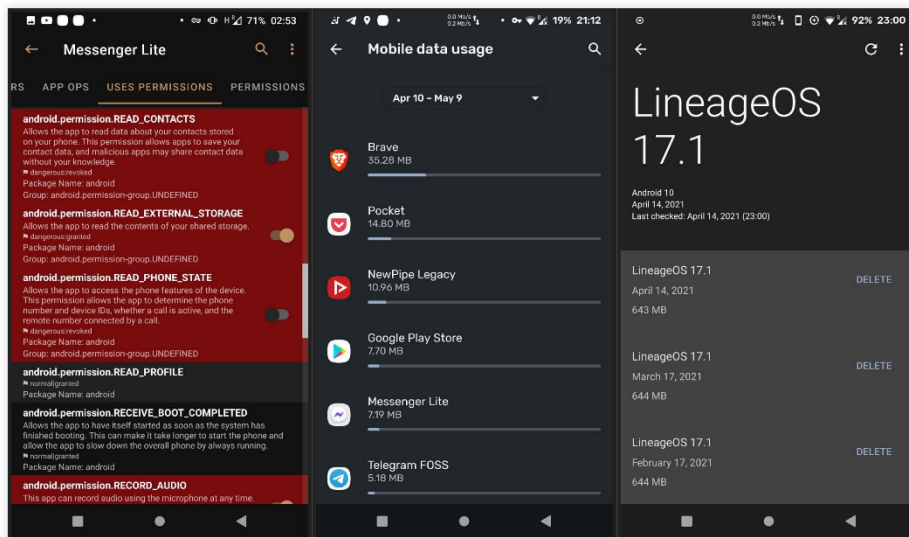 71% 02:53
Messenger Lite
RS APP OPS USES PERMISSIONS PERMISSIONS
android.permission.READ_CONTACTS
Allows the app to read data about your contacts stored
on your phone. This permission allows apps to save your
contact data, and malicious apps may share contact data
without your knowledge.
dangerous|revoked
Package Name: android
Group: android.permission-group.UNDEFINED
android.permission.READ_EXTERNAL_STORAGE
Allows the app to read the contents of your shared storage.
dangerous|granted
Package Name: android
Group: android.permission-group.UNDEFINED
android.permission.READ_PHONE_STATE
Allows the app to access the phone features of the device.
This permission allows the app to determine the phone
number and device IDs, whether a call is active, and the
remote number connected by a call.
dangerous|revoked
Package Name: android
Group: android.permission-group.UNDEFINED
android.permission.READ_PROFILE
normal|granted
Package Name: android
android.permission.RECEIVE_BOOT_COMPLETED
Allows the app to have itself started as soon as the system has
finished booting. This can make it take longer to start the phone and
allow the app to slow down the overall phone by always running.
normal|granted
Package Name: android
android.permission.RECORD_AUDIO
This app can record audio using the microphone at any time.
0.0 Mb/s
0.2 Mb/s
19% 21:12
Mobile data usage
Apr 10 – May 9
Brave
35.28 MB
Pocket
14.80 MB
NewPipe Legacy
10.96 MB
Google Play Store
7.70 MB
Messenger Lite
7.19 MB
Telegram FOSS
5.18 MB
0.0 Mb/s
0.2 Mb/s
92% 23:00
LineageOS
17.1
Android 10
April 14, 2021
Last checked: April 14, 2021 (23:00)
LineageOS 17.1
April 14, 2021
643 MB
DELETE
LineageOS 17.1
March 17, 2021
644 MB
DELETE
LineageOS 17.1
February 17, 2021
644 MB
DELETE